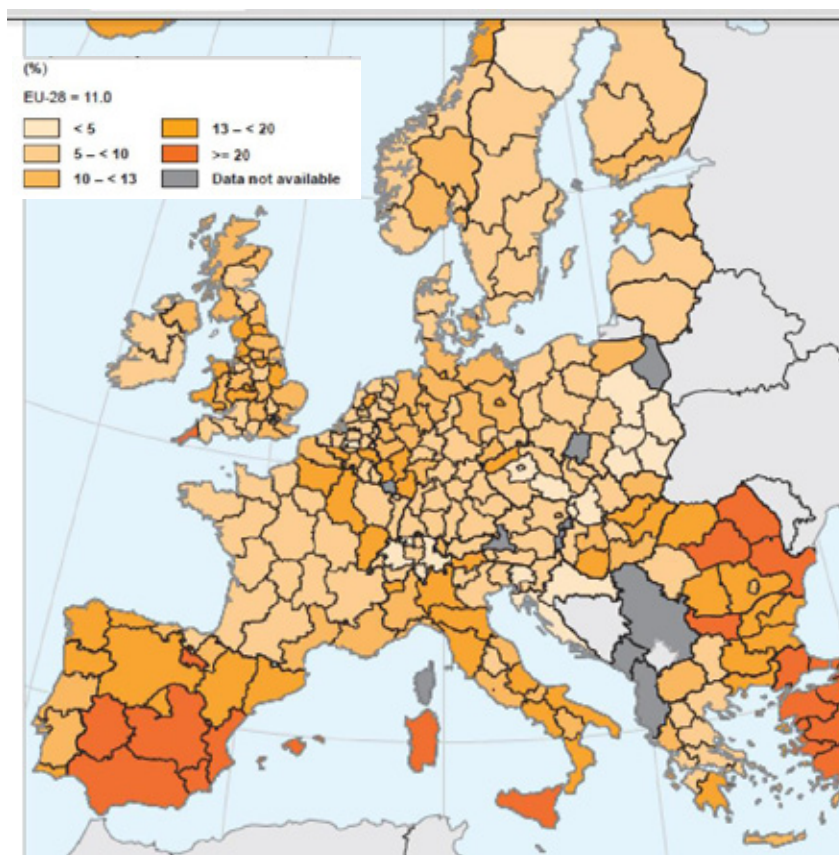 (%)
EU-28 = 11.0
< 5
5 – < 10
10 – < 13
13 – < 20
>= 20
Data not available